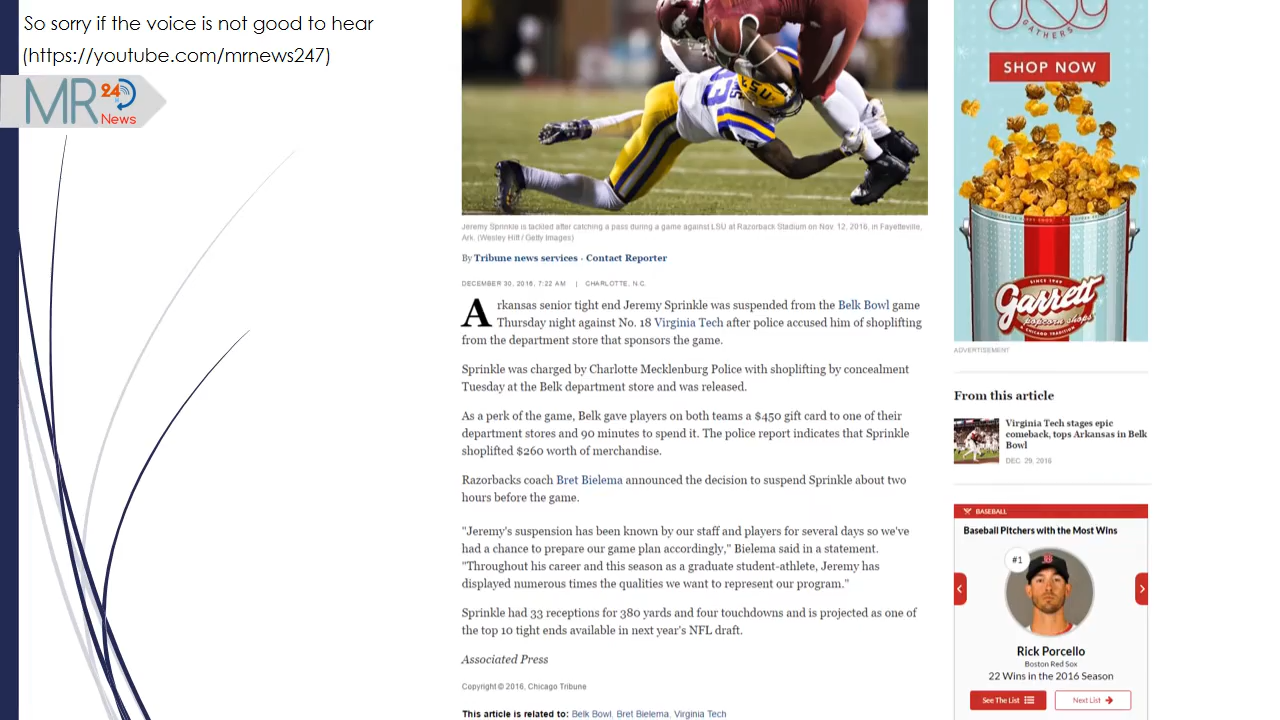 So sorry if the voice is not good to hear
(https://youtube.com/mrnews247)
MR
24
News
LSU
Jeremy Sprinkle is tackled after catching a pass during a game against LSU at Razorback Stadium on Nov. 12, 2016, in Fayetteville,
Ark. (Wesley Hitt / Getty Images)
By Tribune news services · Contact Reporter
DECEMBER 30, 2016, 7:22 AM | CHARLOTTE, N.C.
Arkansas senior tight end Jeremy Sprinkle was suspended from the Belk Bowl game
Thursday night against No. 18 Virginia Tech after police accused him of shoplifting
from the department store that sponsors the game.
Sprinkle was charged by Charlotte Mecklenburg Police with shoplifting by concealment
Tuesday at the Belk department store and was released.
As a perk of the game, Belk gave players on both teams a $450 gift card to one of their
department stores and 90 minutes to spend it. The police report indicates that Sprinkle
shoplifted $260 worth of merchandise.
Razorbacks coach Bret Bielema announced the decision to suspend Sprinkle about two
hours before the game.
"Jeremy's suspension has been known by our staff and players for several days so we've
had a chance to prepare our game plan accordingly," Bielema said in a statement.
"Throughout his career and this season as a graduate student-athlete, Jeremy has
displayed numerous times the qualities we want to represent our program."
Sprinkle had 33 receptions for 380 yards and four touchdowns and is projected as one of
the top 10 tight ends available in next year's NFL draft.
Associated Press
Copyright © 2016, Chicago Tribune
This article is related to: Belk Bowl, Bret Bielema, Virginia Tech
GATHERS
SHOP NOW
SINCE 1949
Garrett
popcorn shops
A CHICAGO TRADITION
ADVERTISEMENT
From this article
Virginia Tech stages epic
comeback, tops Arkansas in Belk
Bowl
DEC. 29, 2016
BASEBALL
Baseball Pitchers with the Most Wins
#1
Rick Porcello
Boston Red Sox
22 Wins in the 2016 Season
See The List
Next List